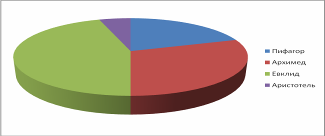 Пифагор
Архимед
Евклид
Аристотель